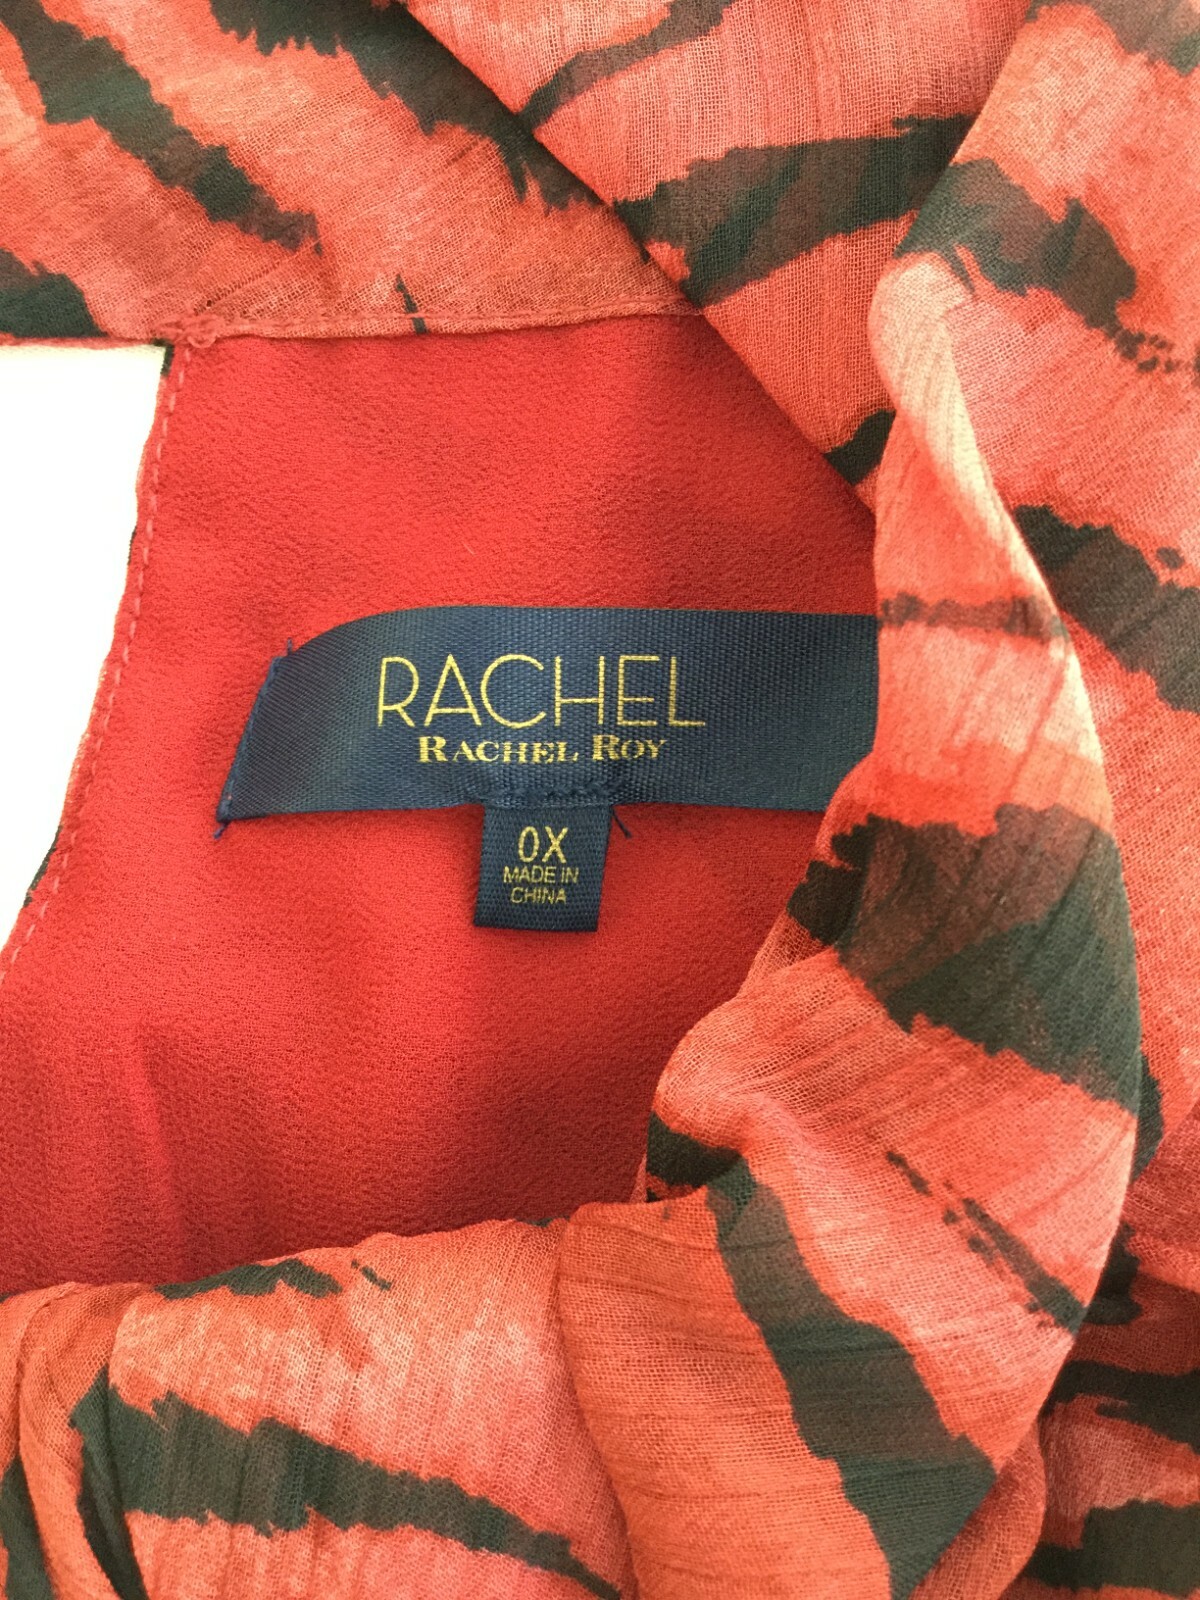 RACHEL
RACHEL ROY
0X
MADE IN
CHINA